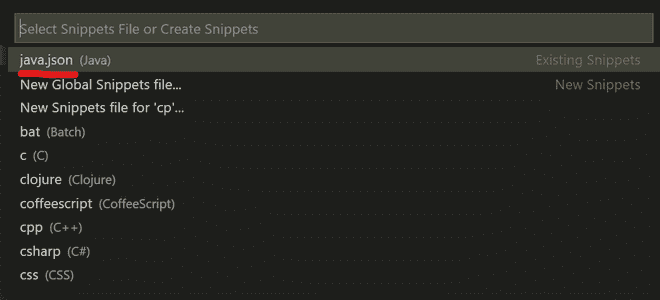 Select Snippets File or Create Snippets
java.json (Java) Existing Snippets
New Global Snippets file... New Snippets
New Snippets file for 'cp'...
bat (Batch)
c (C)
clojure (Clojure)
coffeescript (CoffeeScript)
cpp (C++)
csharp (C#)
css (CSS)